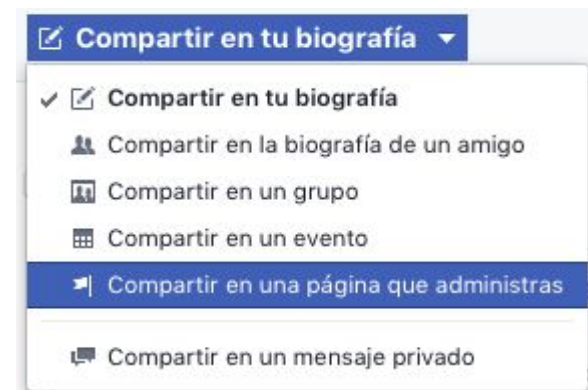 Compartir en tu biografía
Compartir en tu biografía
Compartir en la biografía de un amigo
Compartir en un grupo
Compartir en un evento
Compartir en una página que administras
Compartir en un mensaje privado